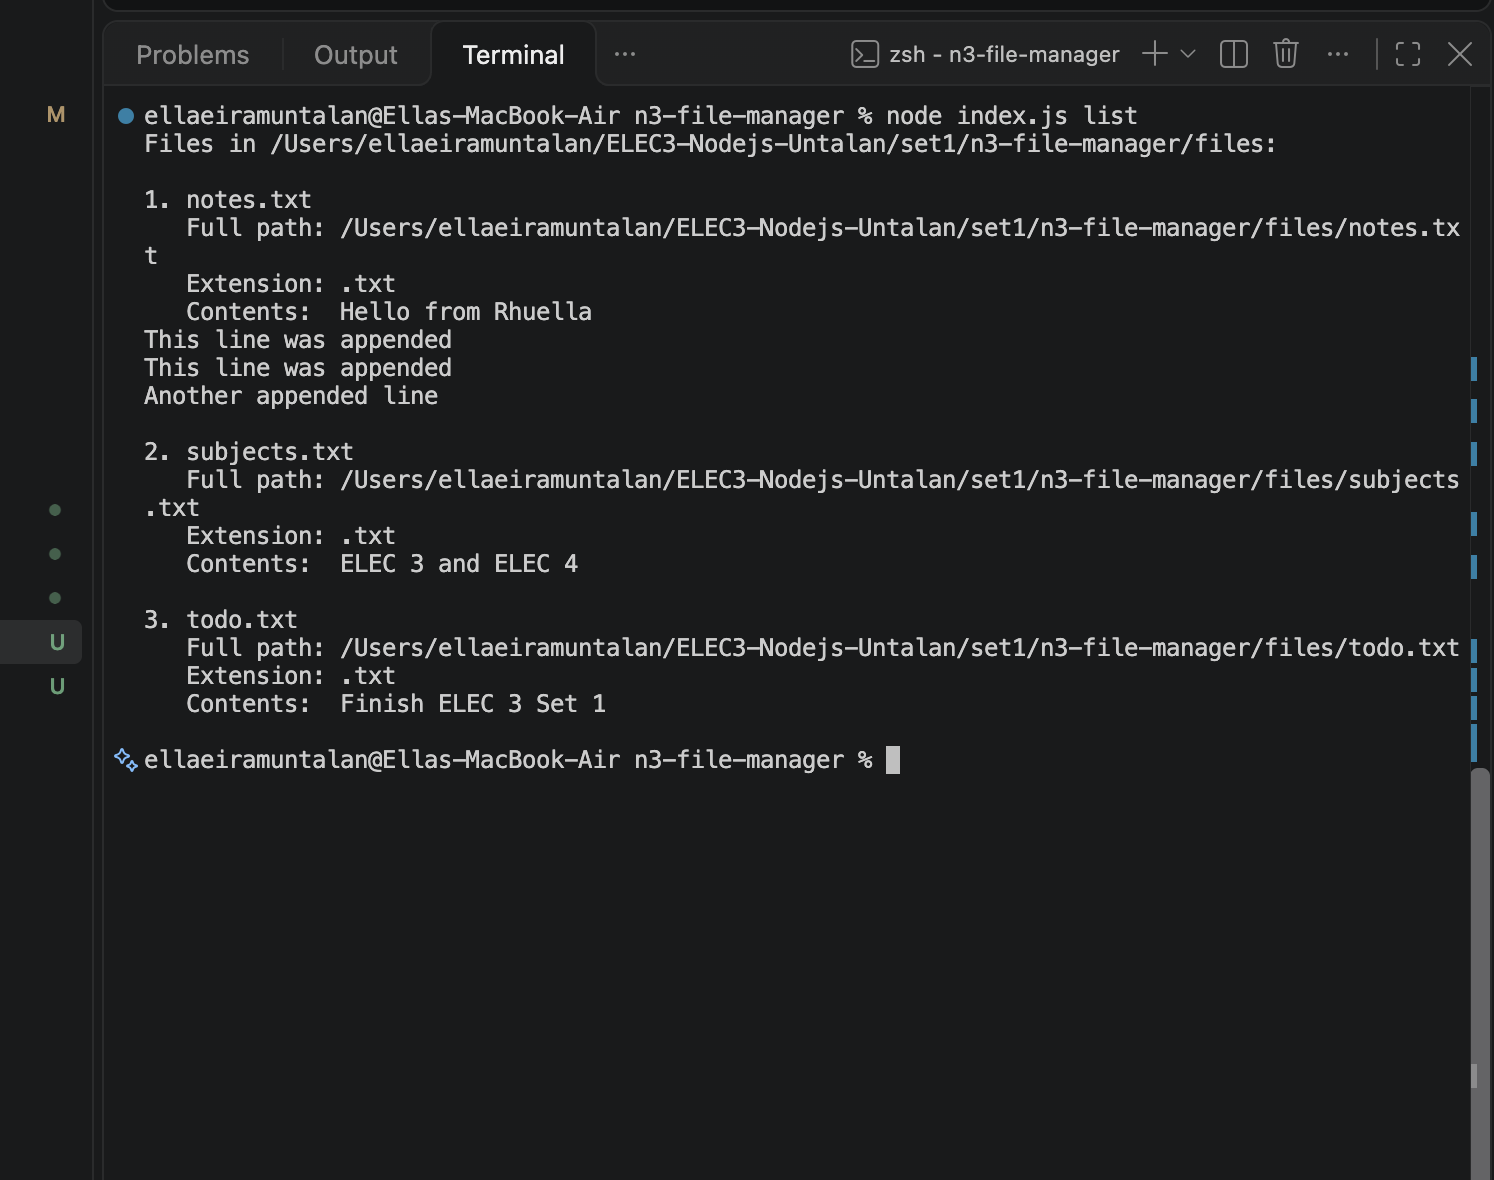 Problems Output Terminal ··· zsh - n3-file-manager
M
ellaeiramuntalan@Ellas-MacBook-Air n3-file-manager % node index.js list
Files in /Users/ellaeiramuntalan/ELEC3-Nodejs-Untalan/set1/n3-file-manager/files:
1. notes.txt
Full path: /Users/ellaeiramuntalan/ELEC3-Nodejs-Untalan/set1/n3-file-manager/files/notes.tx
t
Extension: .txt
Contents:  Hello from Rhuella
This line was appended
This line was appended
Another appended line
2. subjects.txt
Full path: /Users/ellaeiramuntalan/ELEC3-Nodejs-Untalan/set1/n3-file-manager/files/subjects
.txt
Extension: .txt
Contents:  ELEC 3 and ELEC 4
3. todo.txt
U
Full path: /Users/ellaeiramuntalan/ELEC3-Nodejs-Untalan/set1/n3-file-manager/files/todo.txt
Extension: .txt
U
Contents:  Finish ELEC 3 Set 1
ellaeiramuntalan@Ellas-MacBook-Air n3-file-manager %